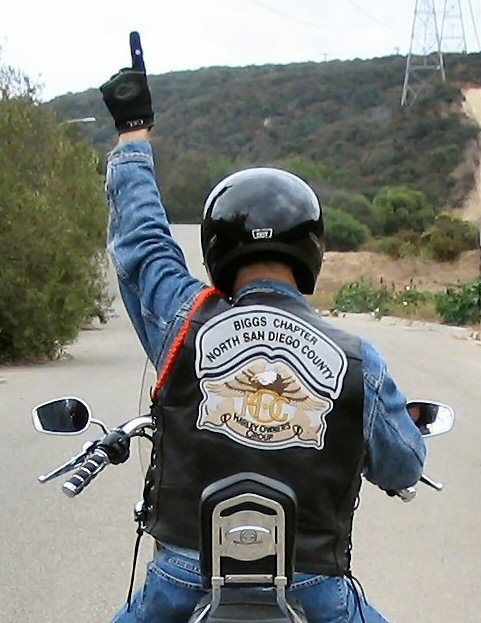 BIGGS CHAPTER
NORTH SAN DIEGO COUNTY
HOG
HARLEY OWNERS
GROUP